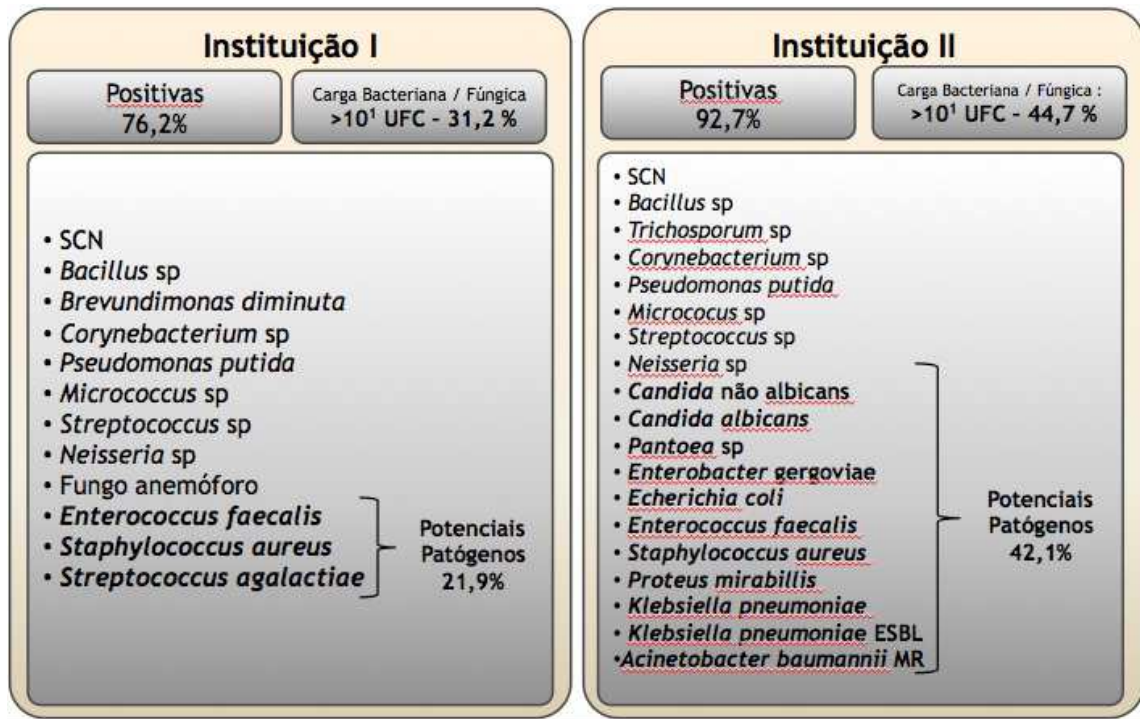 Instituição I
Positivas
76,2%
Carga Bacteriana / Fúngica
>10¹ UFC - 31,2 %
• SCN
• Bacillus sp
• Brevundimonas diminuta
• Corynebacterium sp
• Pseudomonas putida
• Micrococcus sp
• Streptococcus sp
• Neisseria sp
• Fungo anemóforo
• Enterococcus faecalis
• Staphylococcus aureus
• Streptococcus agalactiae
Potenciais
Patógenos
21,9%
Instituição II
Positivas
92,7%
Carga Bacteriana / Fúngica :
>10¹ UFC - 44,7 %
• SCN
• Bacillus sp
• Trichosporum sp
• Corynebacterium sp
• Pseudomonas putida
• Micrococus sp
• Streptococcus sp
• Neisseria sp
• Candida não albicans
• Candida albicans
• Pantoea sp
• Enterobacter gergoviae
• Echerichia coli
• Enterococcus faecalis
• Staphylococcus aureus
• Proteus mirabillis
• Klebsiella pneumoniae
• Klebsiella pneumoniae ESBL
•Acinetobacter baumannii MR
Potenciais
Patógenos
42,1%